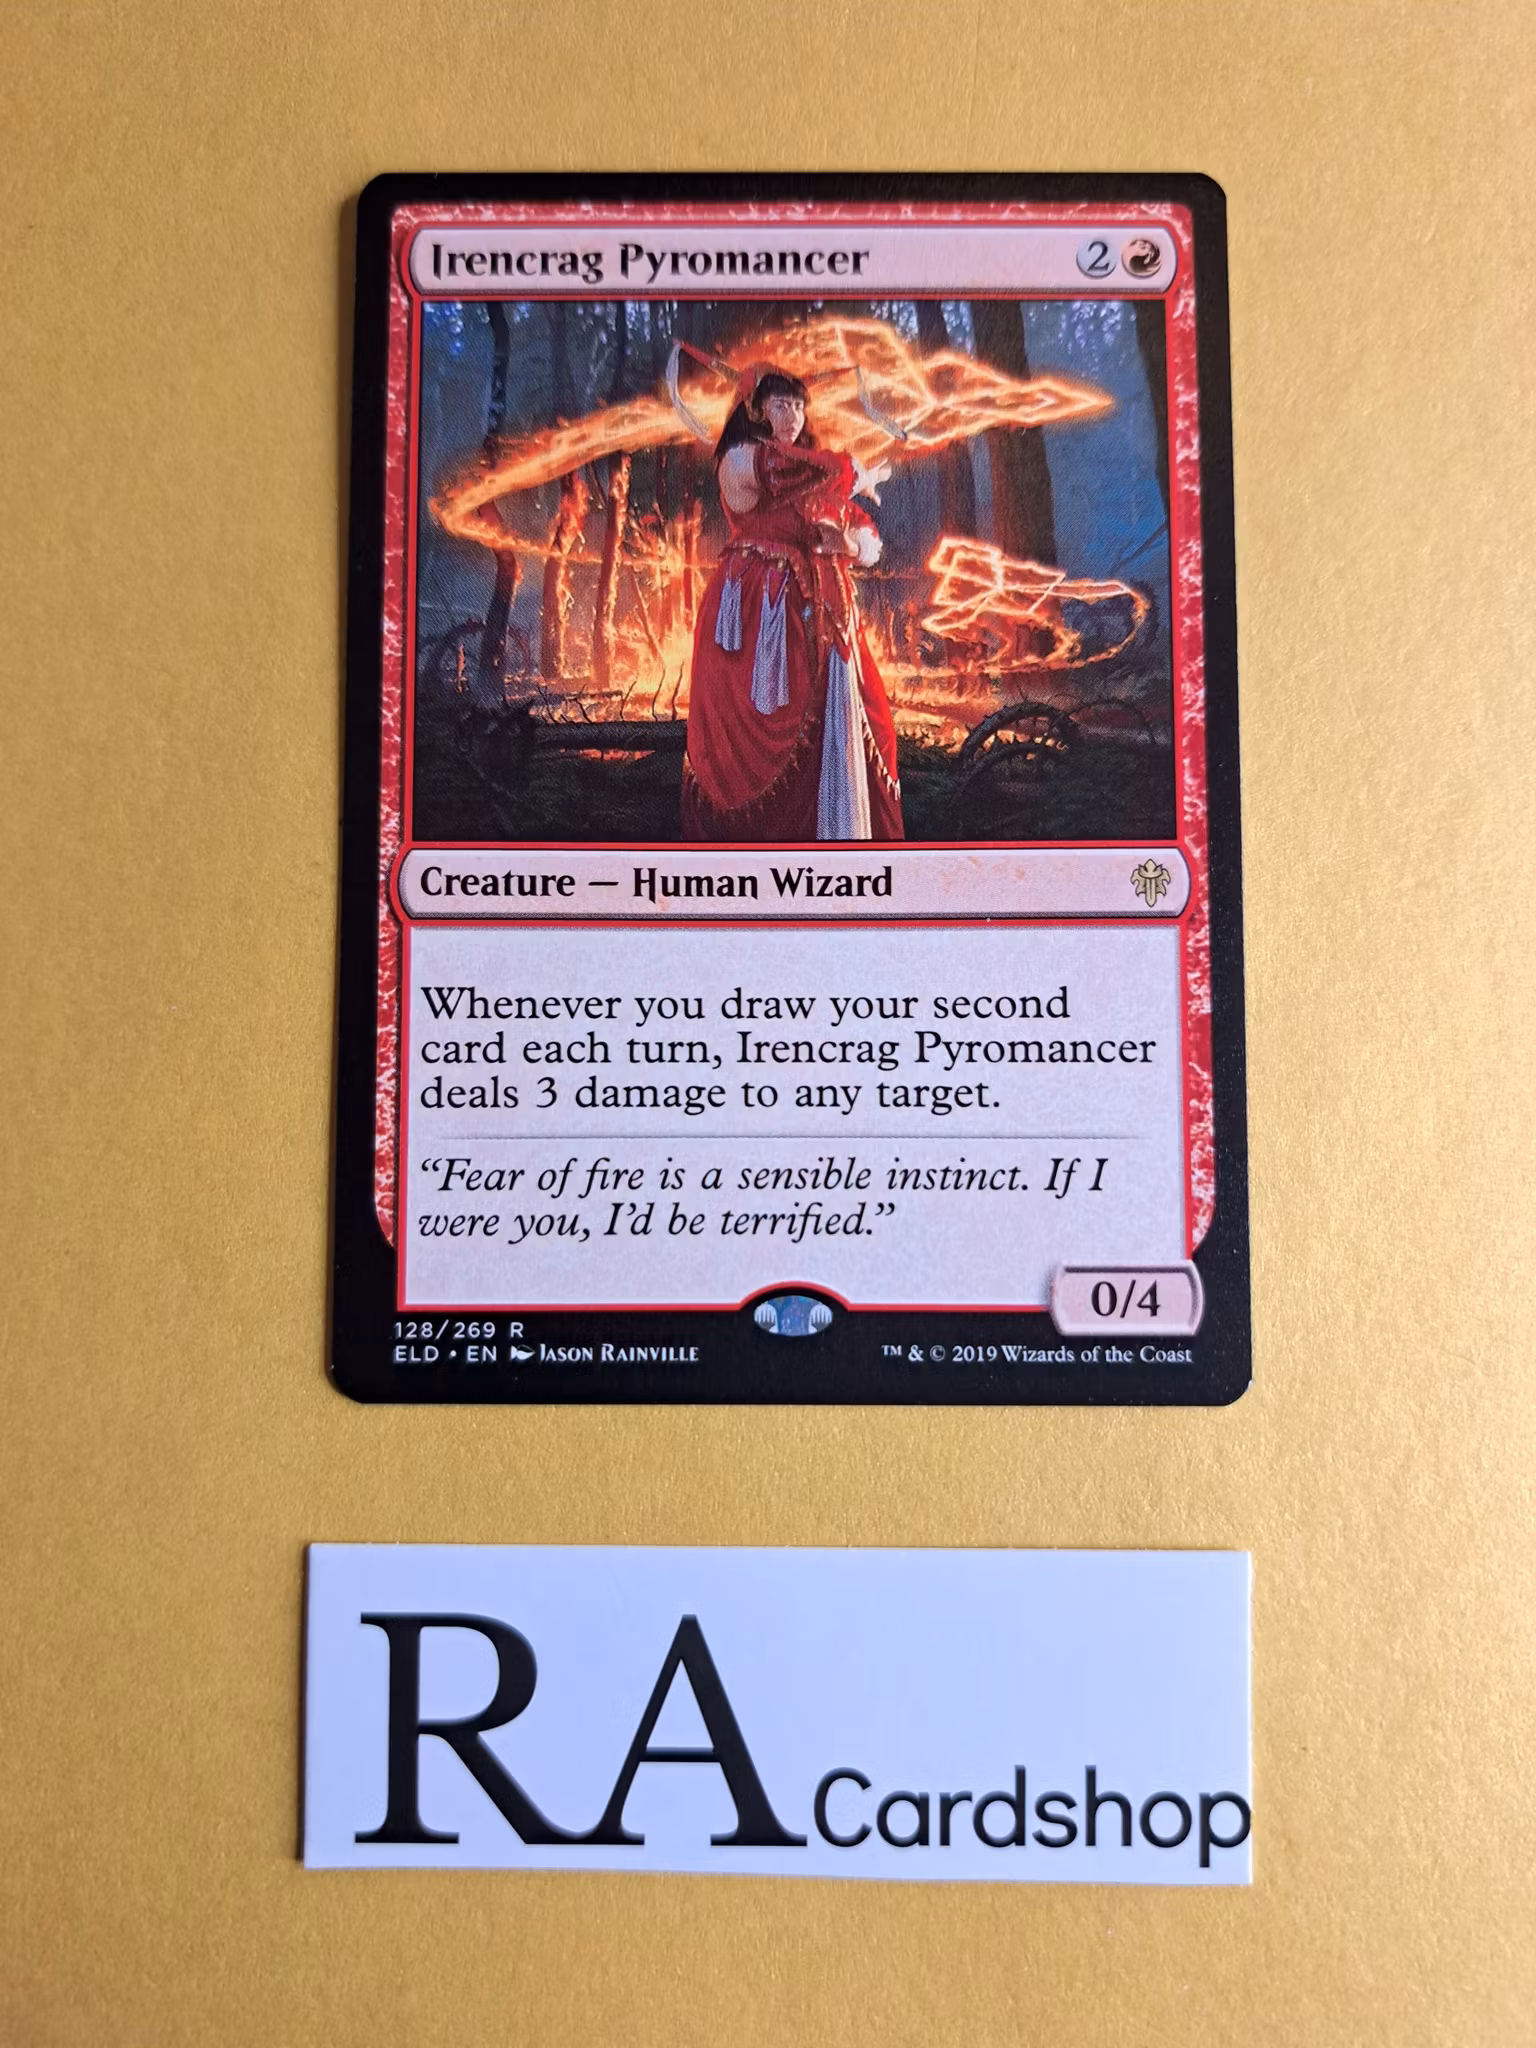 Irencrag Pyromancer 2
Creature — Human Wizard
Whenever you draw your second
card each turn, Irencrag Pyromancer
deals 3 damage to any target.
“Fear of fire is a sensible instinct. If I
were you, I’d be terrified.”
0/4
128/269 R
ELD • EN JASON RAINVILLE
™ & © 2019 Wizards of the Coast
RA Cardshop